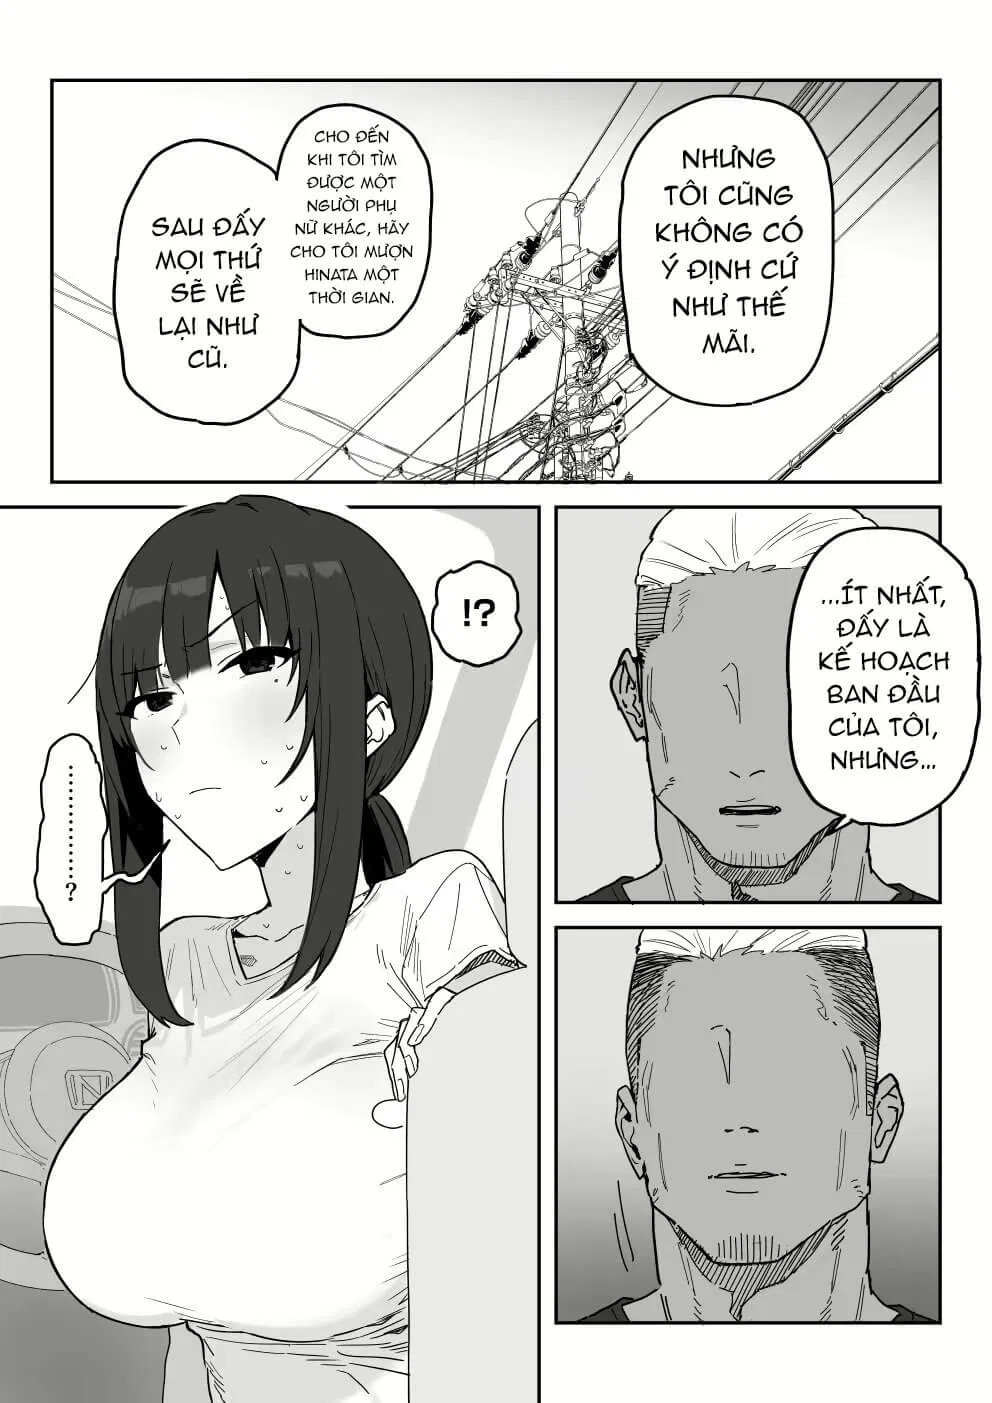 NHƯNG
TÔI CŨNG
KHÔNG CÓ
Ý ĐỊNH CỨ
NHƯ THẾ
MÃI.
CHO ĐẾN
KHI TÔI TÌM
ĐƯỢC MỘT
NGƯỜI PHỤ
NỮ KHÁC, HÃY
CHO TÔI MƯỢN
HINATA MỘT
THỜI GIAN.
SAU ĐẤY
MỌI THỨ
SẼ VỀ
LẠI NHƯ
CŨ.
...ÍT NHẤT,
ĐẤY LÀ
KẾ HOẠCH
BAN ĐẦU
CỦA TÔI,
NHƯNG...
!?
.........?